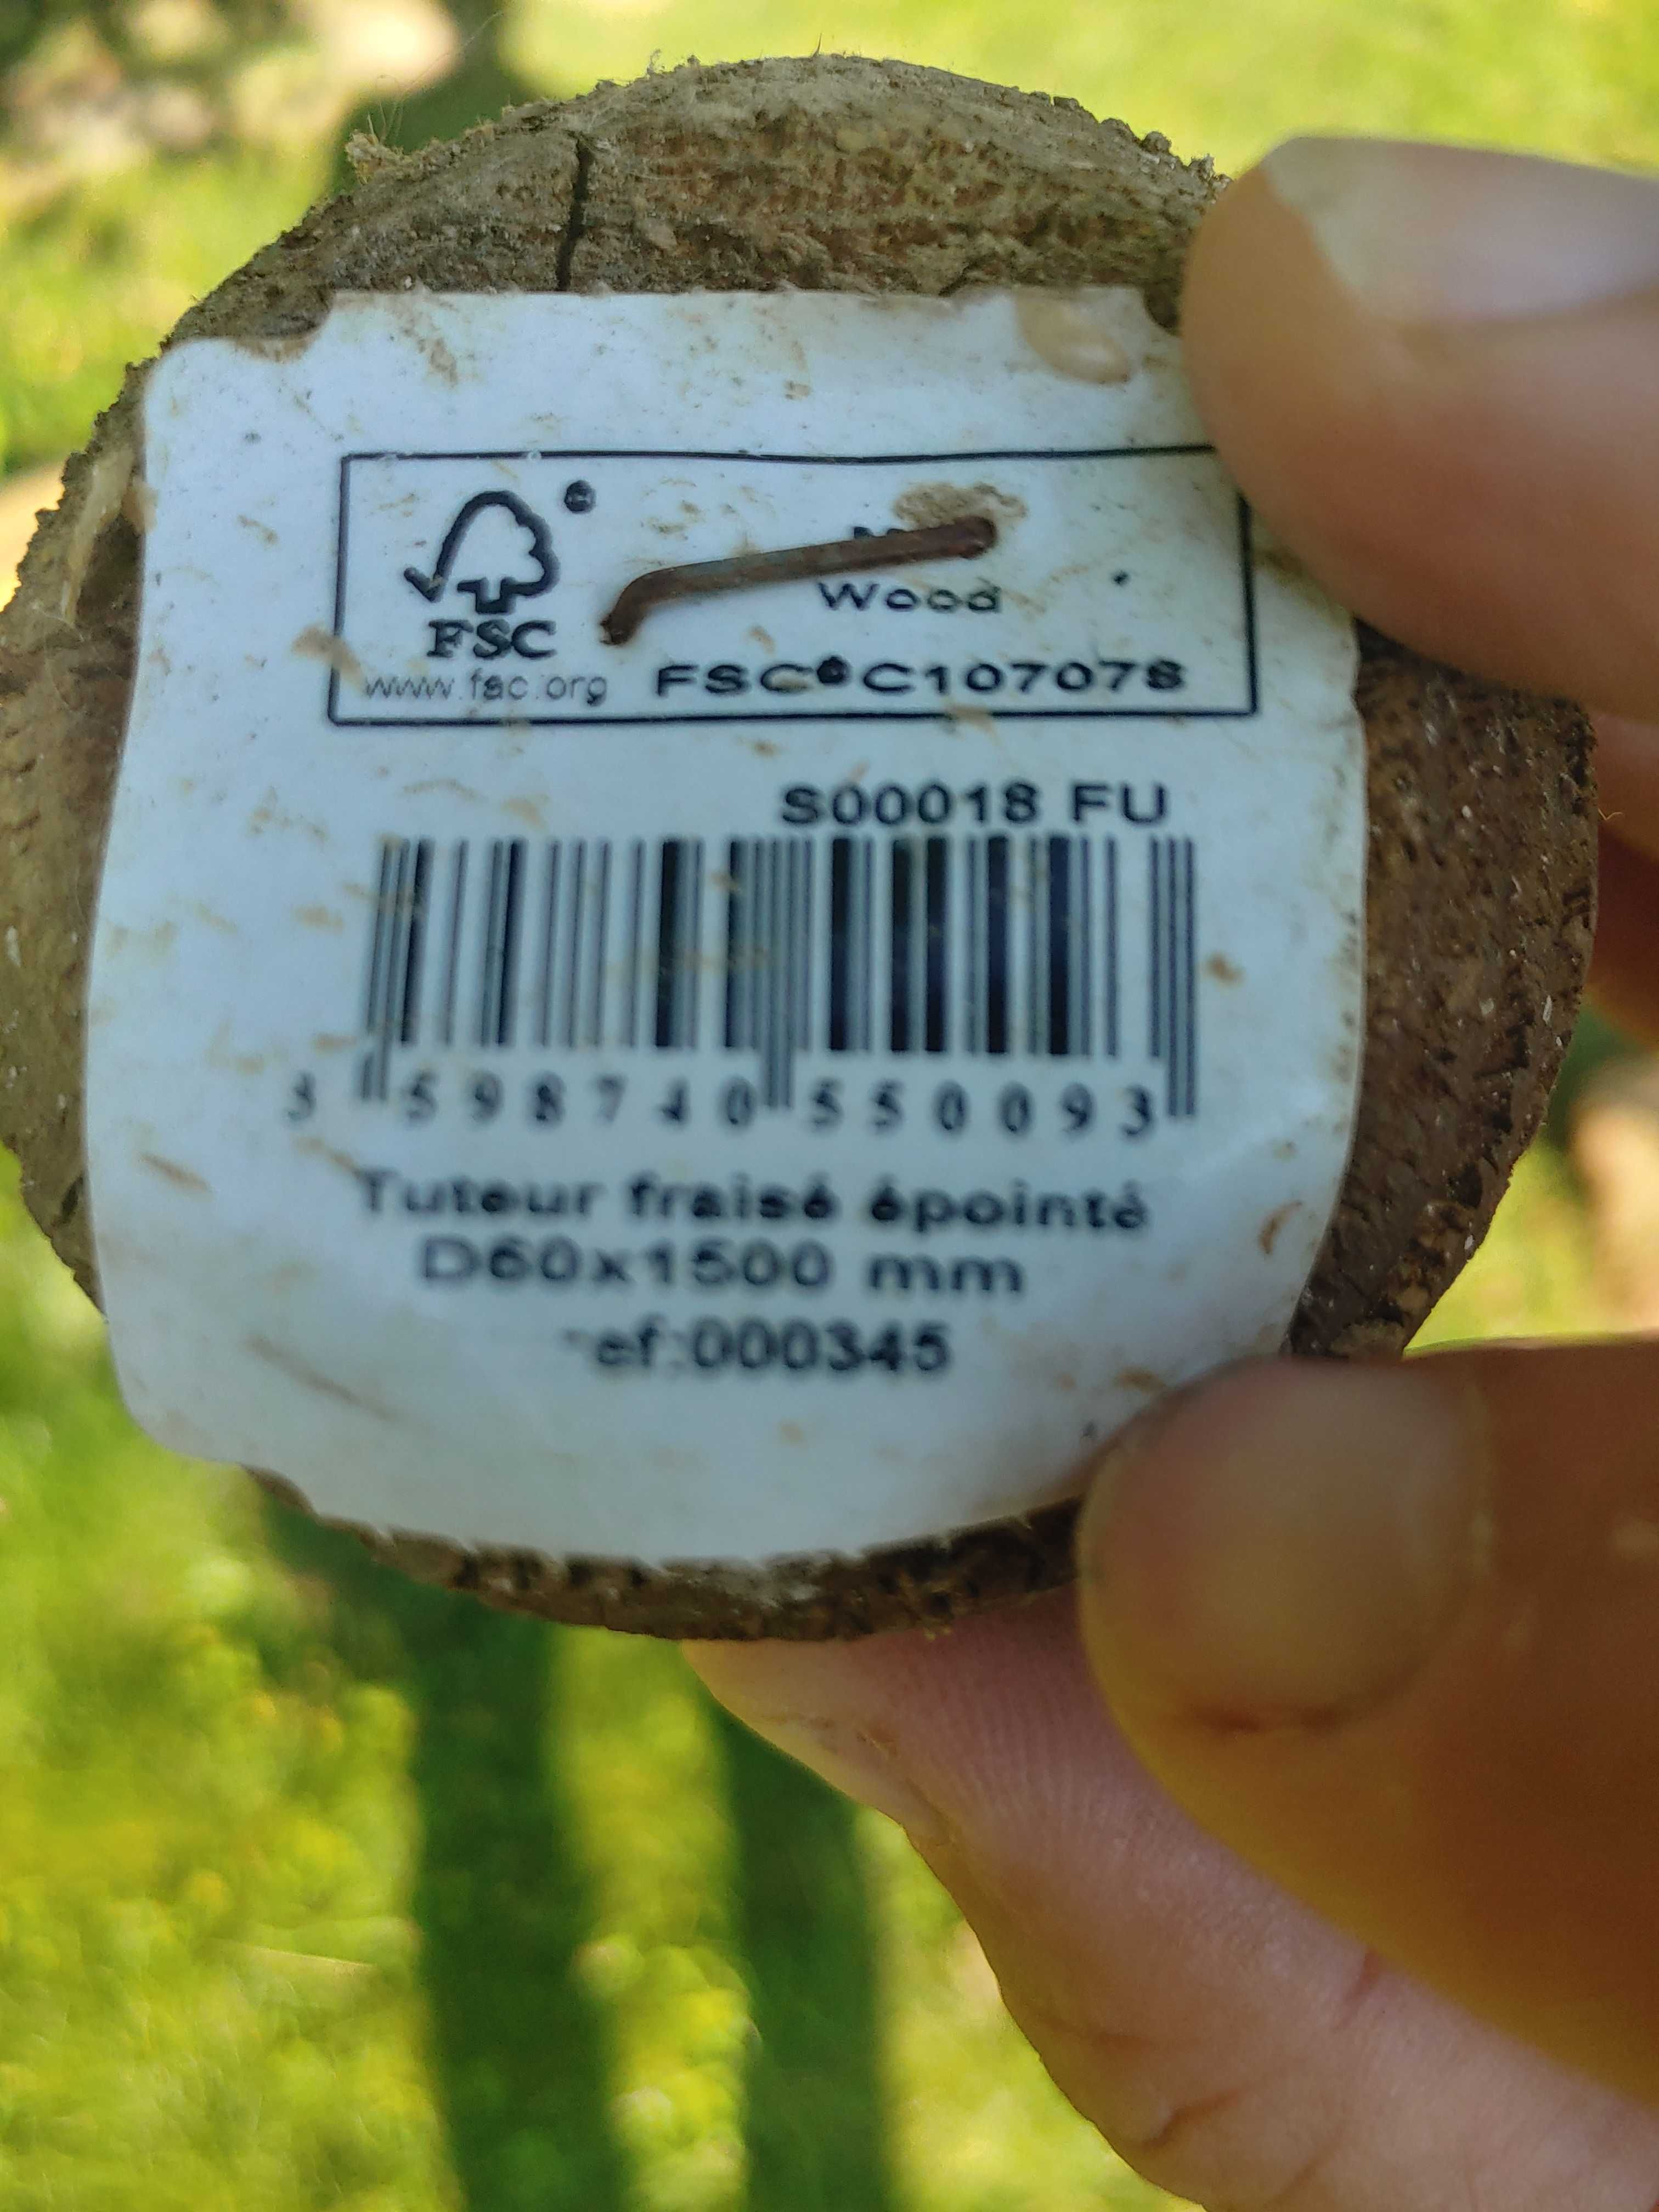 FSC
www.fsc.org
Wood
FSC® C107078
S00018 FU
3 598740 550093
Tuteur fraisé épointé
D60x1500 mm
ef:000345